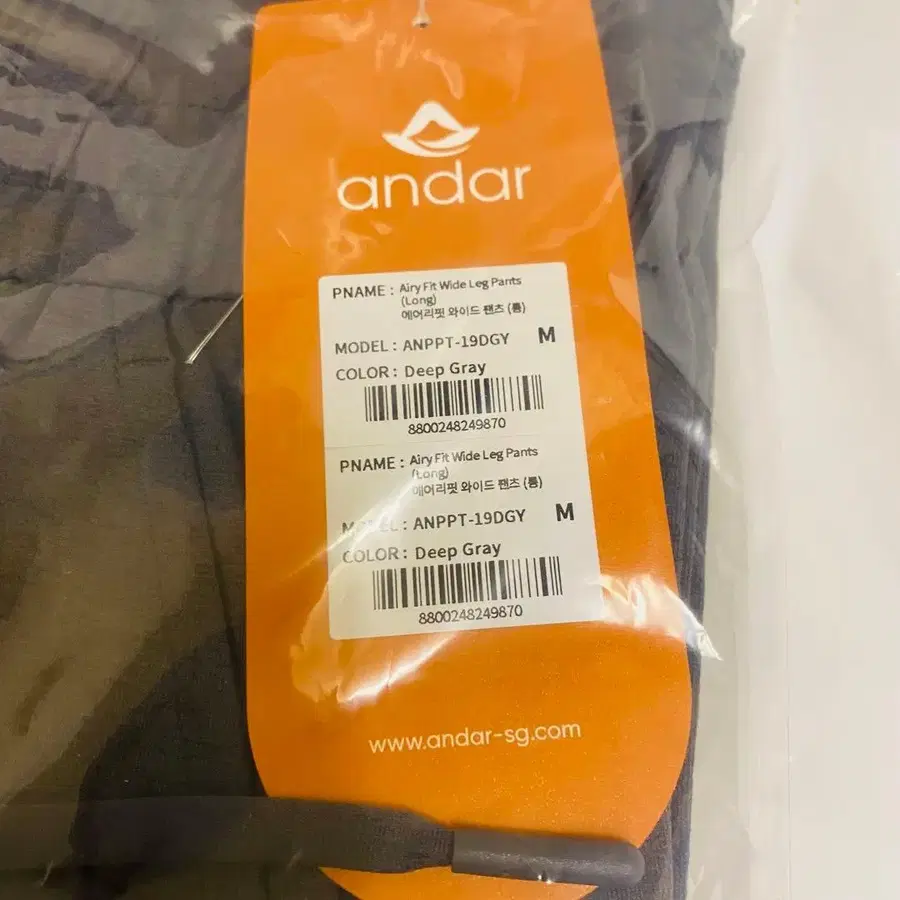 andar
PNAME : Airy Fit Wide Leg Pants
(Long)
에어리핏 와이드 팬츠 (롱)
MODEL : ANPPT-19DGY M
COLOR : Deep Gray
8800248249870
PNAME : Airy Fit Wide Leg Pants
(Long)
에어리핏 와이드 팬츠 (롱)
MODEL : ANPPT-19DGY M
COLOR : Deep Gray
8800248249870
www.andar-sg.com